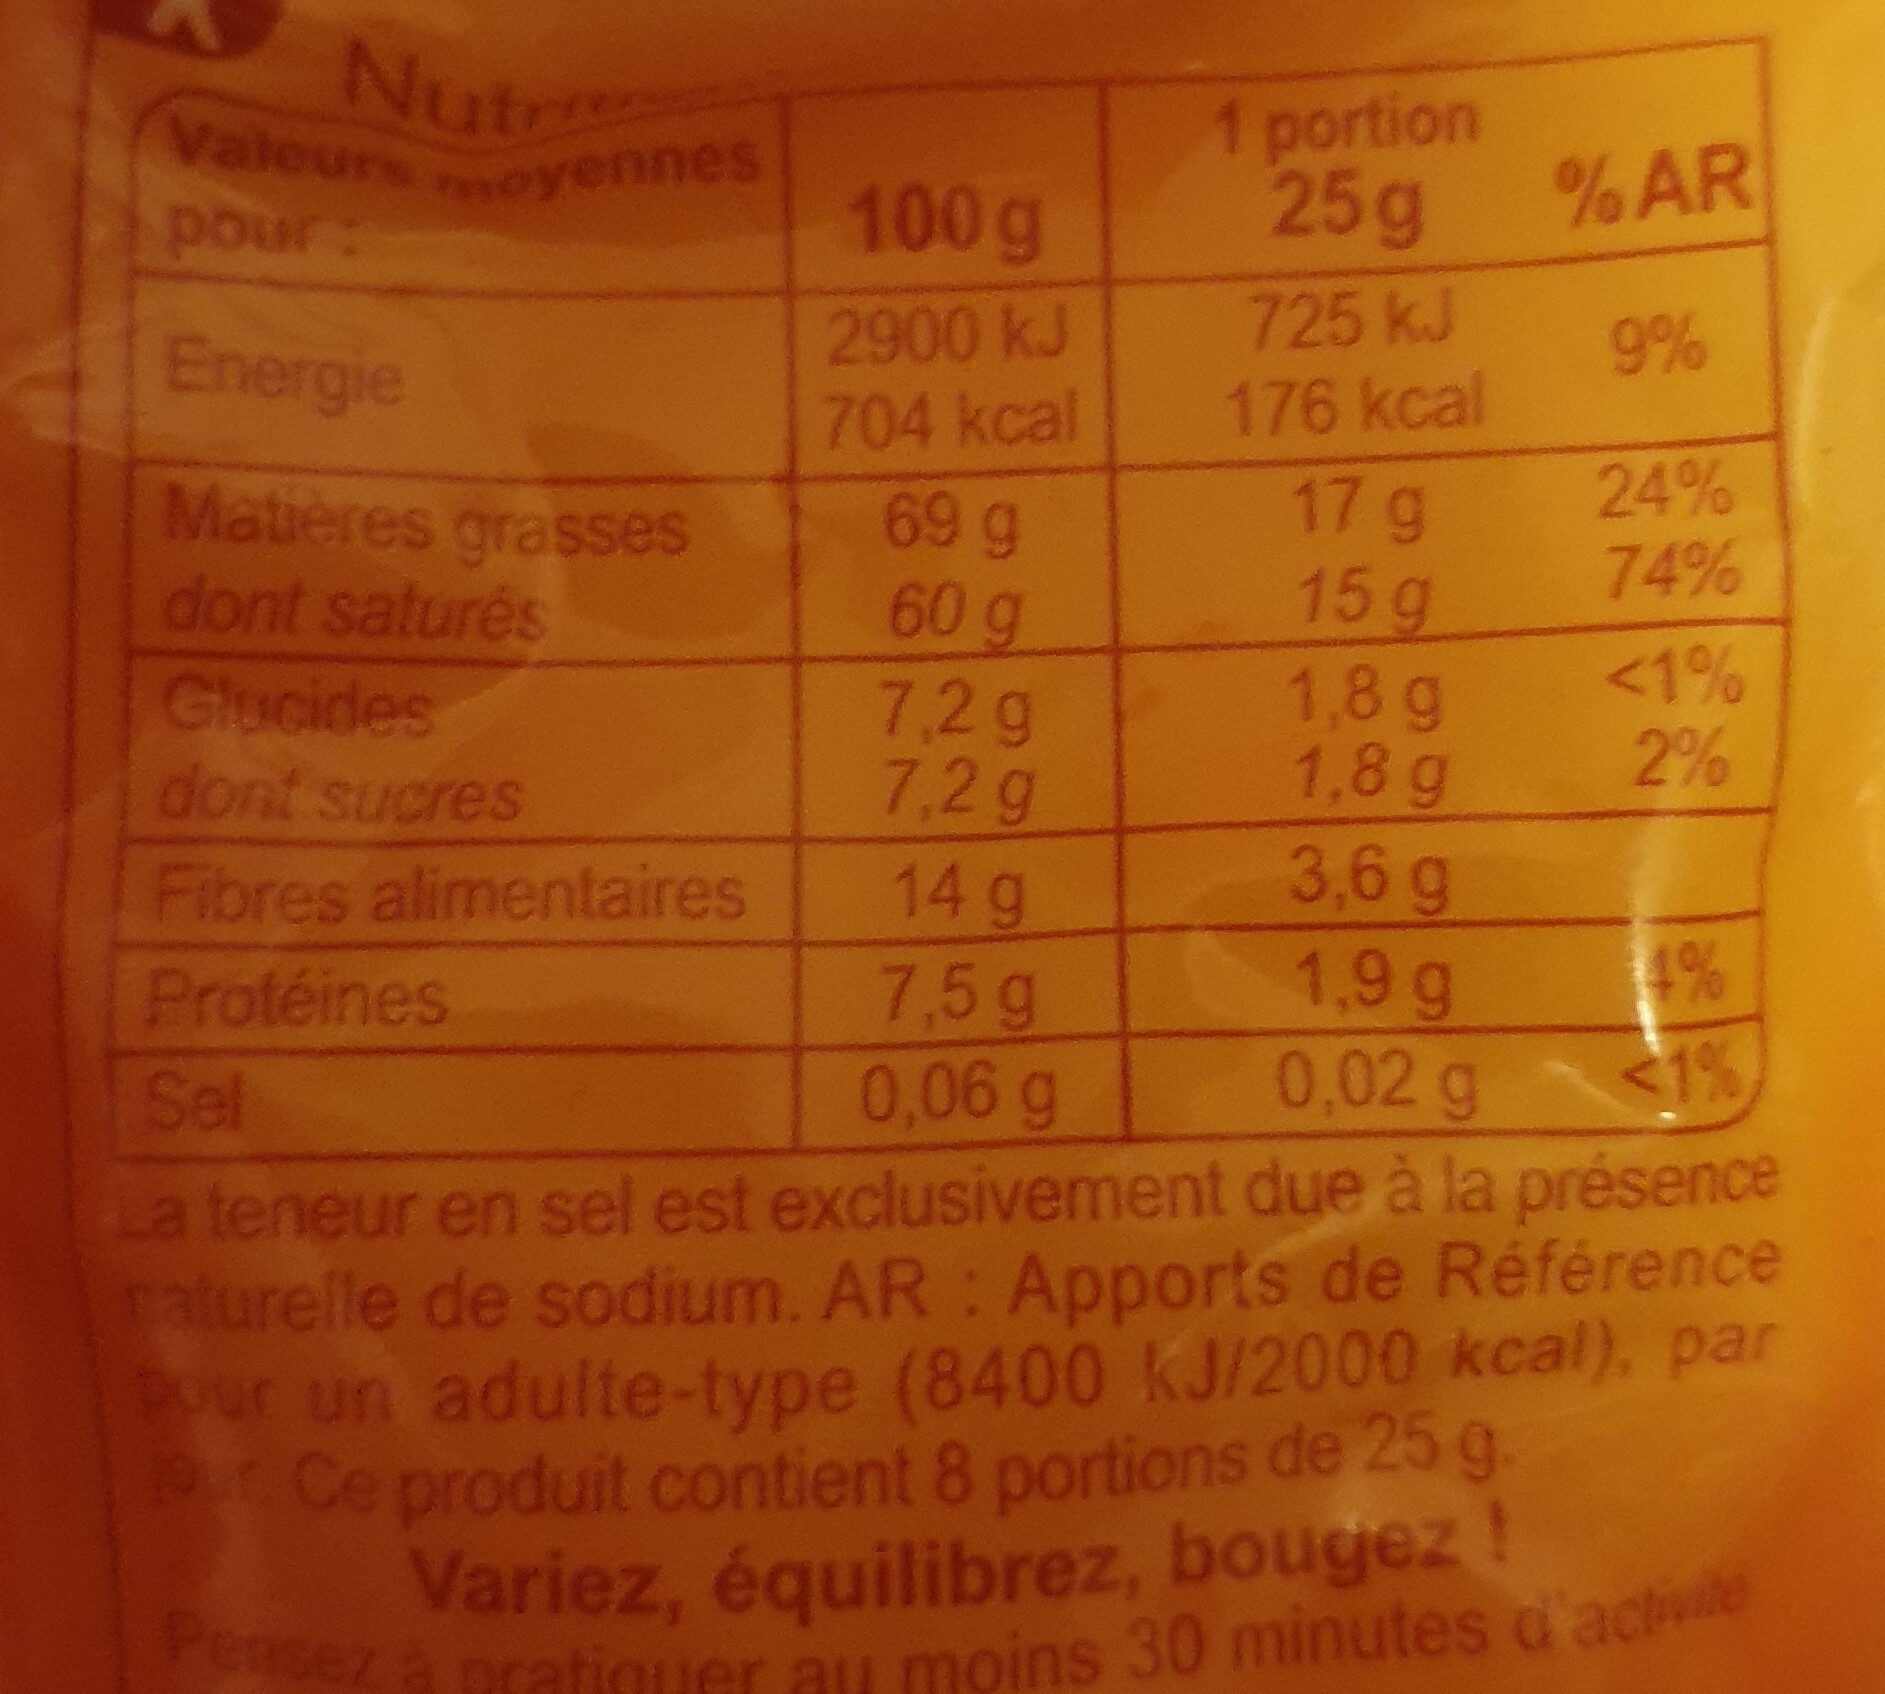 Valeurs moyennes pour : 100 g 1 portion 25 g % AR
Energie 2900 kJ 725 kJ 9%
704 kcal 176 kcal
Matières grasses 69 g 17 g 24%
dont saturés 60 g 15 g 74%
Glucides 7,2 g 1,8 g <1%
dont sucres 7,2 g 1,8 g 2%
Fibres alimentaires 14 g 3,6 g
Protéines 7,5 g 1,9 g 4%
Sel 0,06 g 0,02 g <1%
La teneur en sel est exclusivement due à la présence
naturelle de sodium. AR : Apports de Référence
pour un adulte-type (8400 kJ/2000 kcal), par
Ce produit contient 8 portions de 25 g.
Variez, équilibrez, bougez !
Pensez à pratiquer au moins 30 minutes d'activité